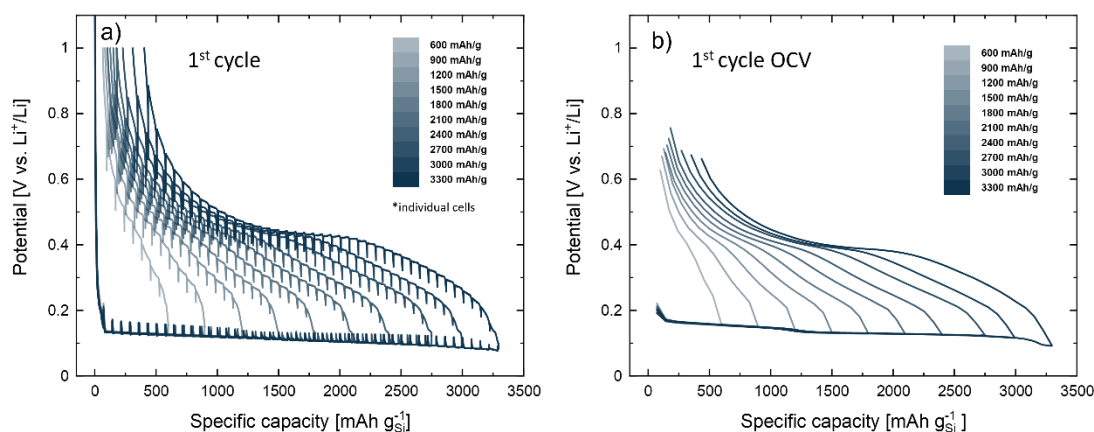 a)
1st cycle
600 mAh/g
900 mAh/g
1200 mAh/g
1500 mAh/g
1800 mAh/g
2100 mAh/g
2400 mAh/g
2700 mAh/g
3000 mAh/g
3300 mAh/g
*individual cells
Potential [V vs. Li+/Li]
1
0.8
0.6
0.4
0.2
0
0 500 1000 1500 2000 2500 3000 3500
Specific capacity [mAh g-1Si]
b)
1st cycle OCV
600 mAh/g
900 mAh/g
1200 mAh/g
1500 mAh/g
1800 mAh/g
2100 mAh/g
2400 mAh/g
2700 mAh/g
3000 mAh/g
3300 mAh/g
Potential [V vs. Li+/Li]
1
0.8
0.6
0.4
0.2
0
0 500 1000 1500 2000 2500 3000 3500
Specific capacity [mAh g-1Si]